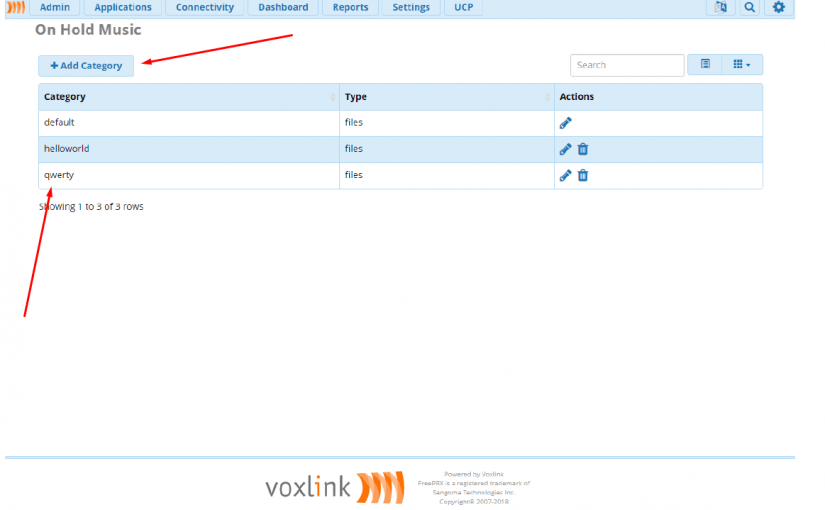 Admin Applications Connectivity Dashboard Reports Settings UCP
On Hold Music
+ Add Category
Search
Category Type Actions
default files
helloworld files
qwerty files
Showing 1 to 3 of 3 rows
voxlink
Powered by Voxlink
FreePBX is a registered trademark of
Sangoma Technologies Inc.
Copyright© 2007-2018